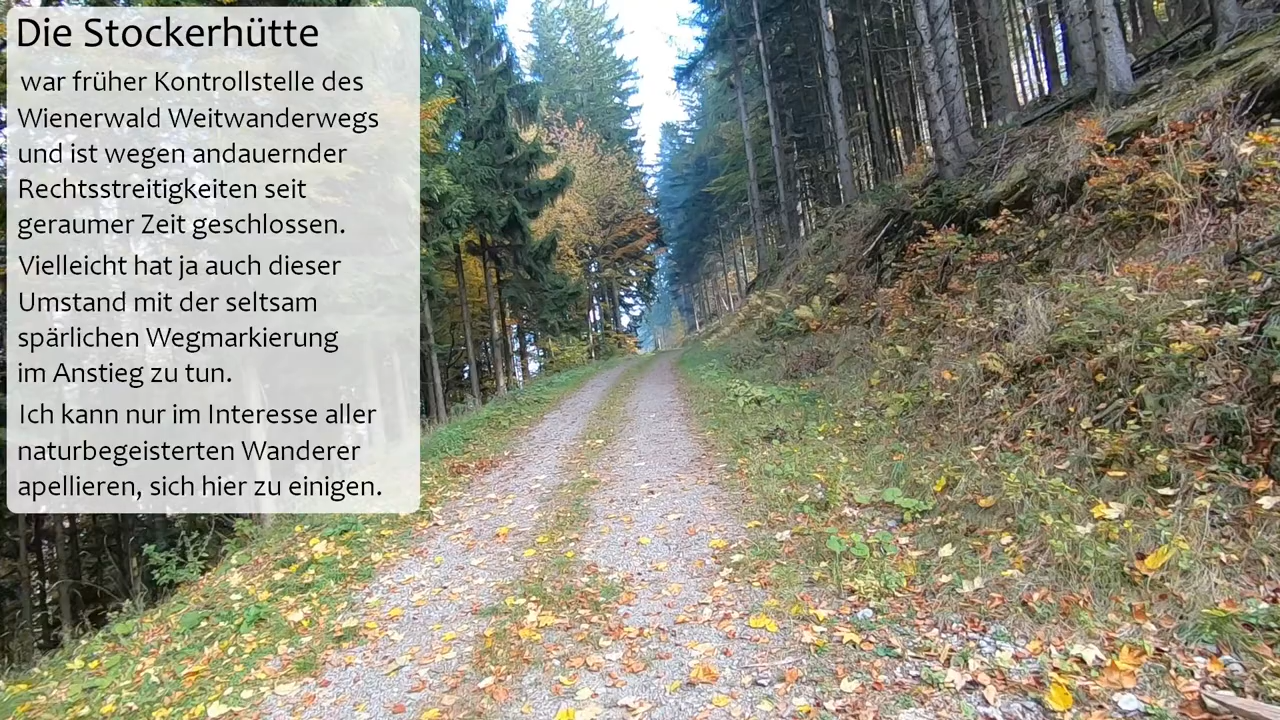 Die Stockerhütte
war früher Kontrollstelle des
Wienerwald Weitwanderwegs
und ist wegen andauernder
Rechtsstreitigkeiten seit
geraumer Zeit geschlossen.
Vielleicht hat ja auch dieser
Umstand mit der seltsam
spärlichen Wegmarkierung
im Anstieg zu tun.
Ich kann nur im Interesse aller
naturbegeisterten Wanderer
apellieren, sich hier zu einigen.